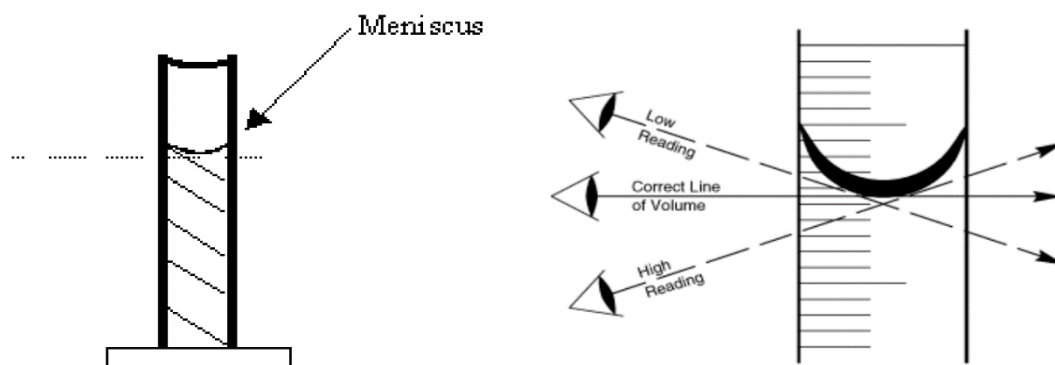 Meniscus
Low
Reading
Correct Line
of Volume
High
Reading